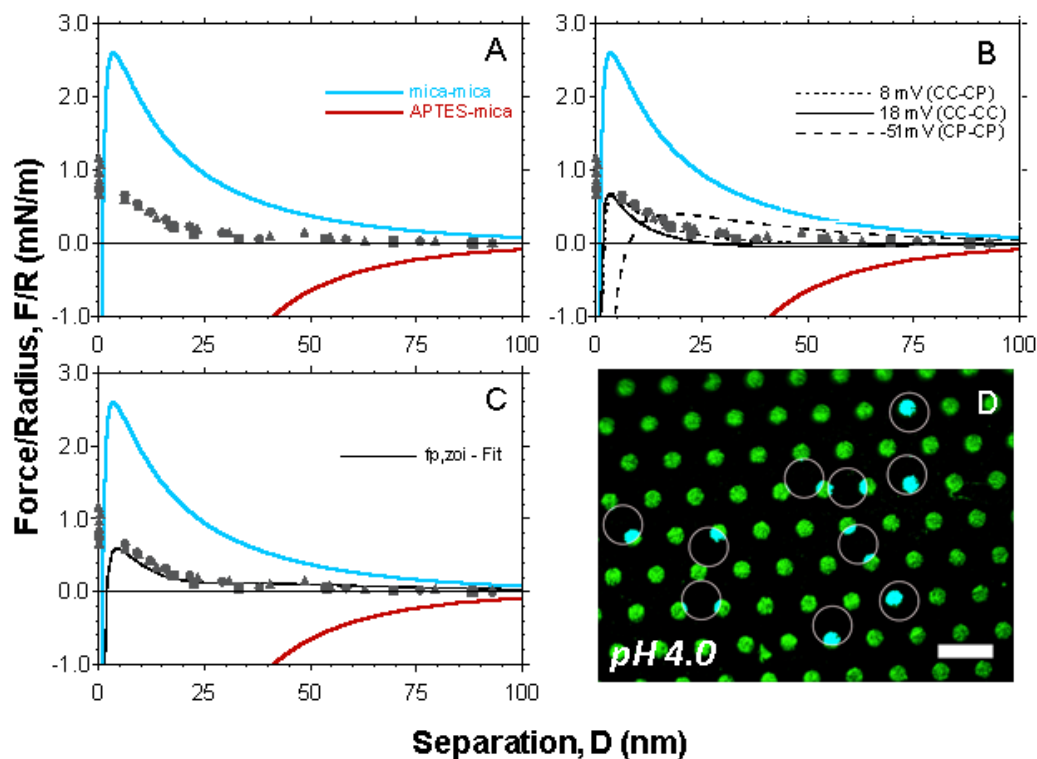 Force/Radius, F/R (mN/m)
3.0
2.0
1.0
0.0
-1.0
0
25
50
75
100
A
mica-mica
APTES-mica
3.0
2.0
1.0
0.0
-1.0
0
25
50
75
100
B
8 mV (CC-CP)
18 mV (CC-CC)
-51mV (CP-CP)
3.0
2.0
1.0
0.0
-1.0
0
25
50
75
100
C
fp,zoi - Fit
D
pH 4.0
Separation, D (nm)